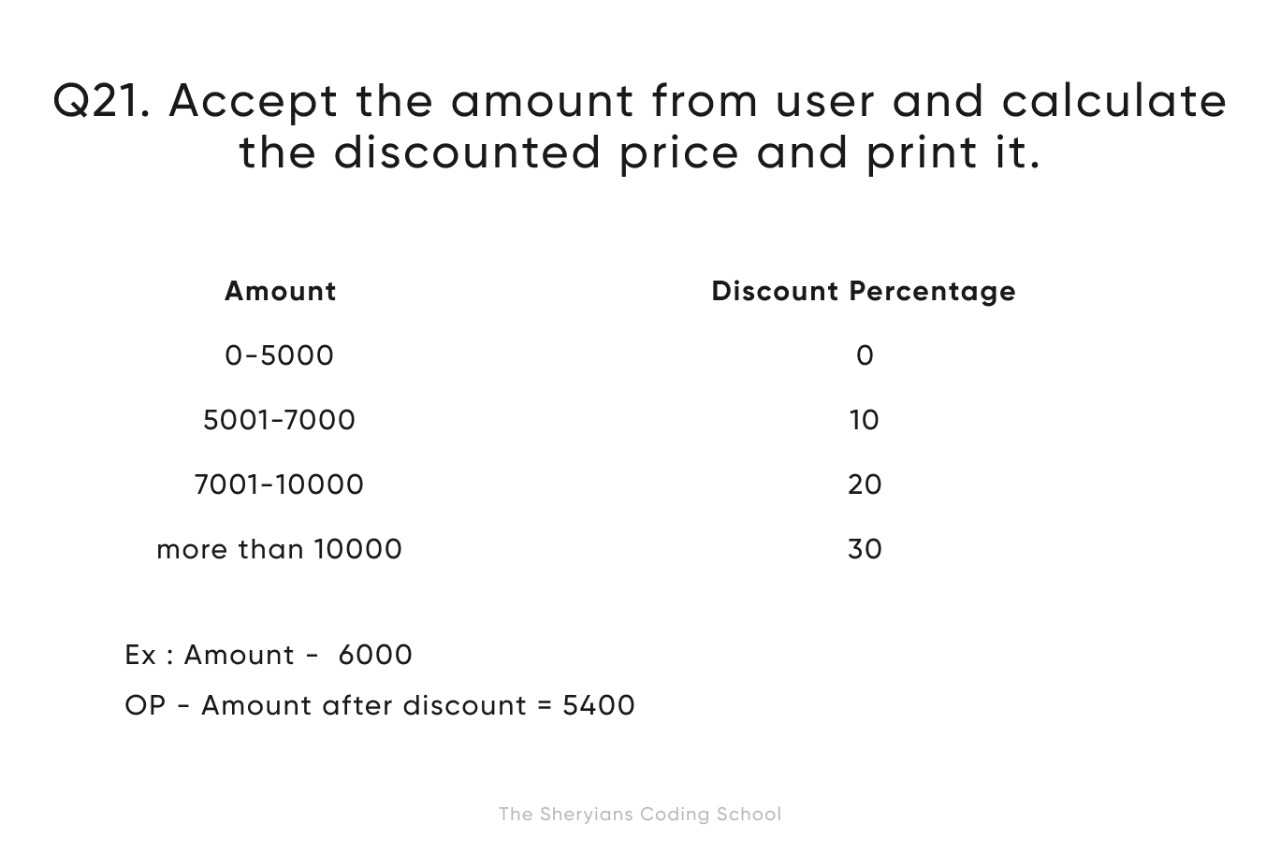 Q21. Accept the amount from user and calculate
the discounted price and print it.
Amount Discount Percentage
0-5000 0
5001-7000 10
7001-10000 20
more than 10000 30
Ex : Amount -  6000
OP - Amount after discount = 5400
The Sheryians Coding School